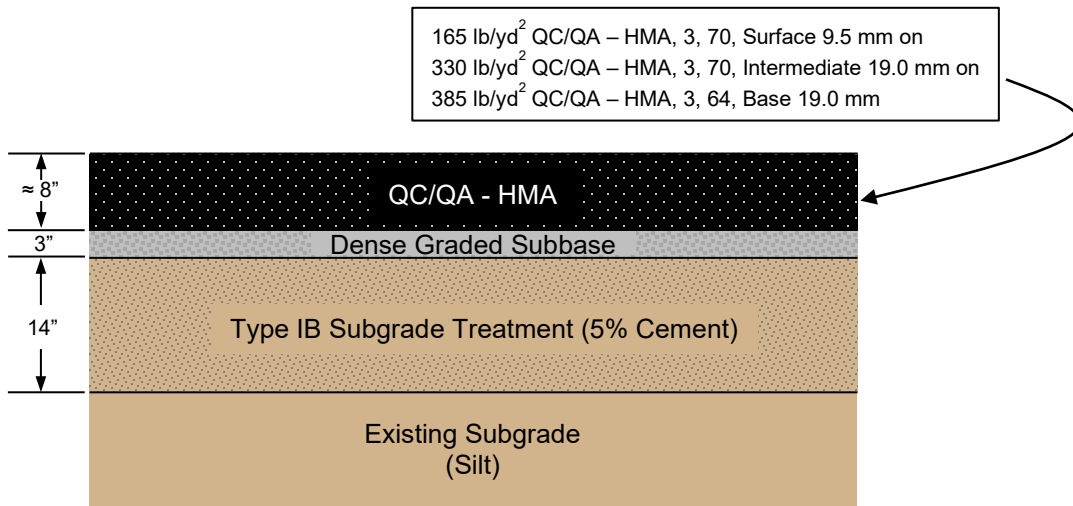 165 lb/yd² QC/QA – HMA, 3, 70, Surface 9.5 mm on
330 lb/yd² QC/QA – HMA, 3, 70, Intermediate 19.0 mm on
385 lb/yd² QC/QA – HMA, 3, 64, Base 19.0 mm
≈ 8”
QC/QA - HMA
3”
Dense Graded Subbase
14”
Type IB Subgrade Treatment (5% Cement)
Existing Subgrade
(Silt)